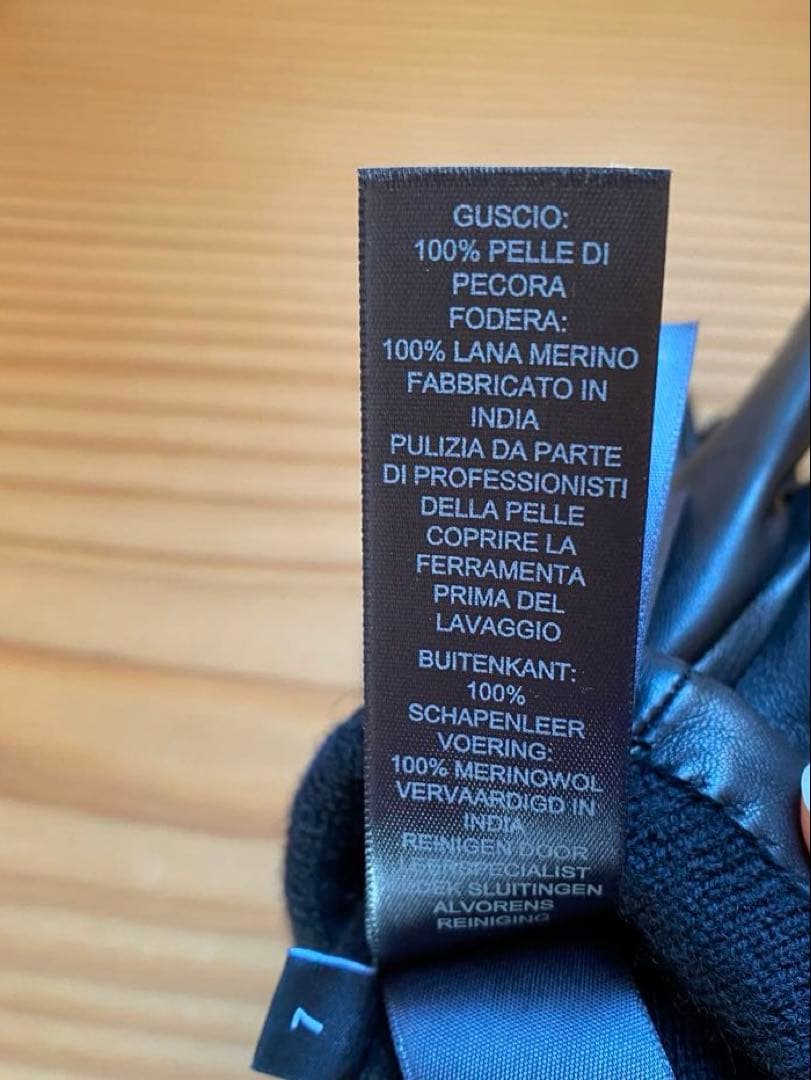 GUSCIO:
100% PELLE DI
PECORA
FODERA:
100% LANA MERINO
FABBRICATO IN
INDIA
PULIZIA DA PARTE
DI PROFESSIONISTI
DELLA PELLE
COPRIRE LA
FERRAMENTA
PRIMA DEL
LAVAGGIO
BUITENKANT:
100%
SCHAPENLEER
VOERING:
100% MERINOWOL
VERVAARDIGD IN
INDIA
REINIGEN DOOR
SLUITINGEN
ALVORENS
REINIGING
7